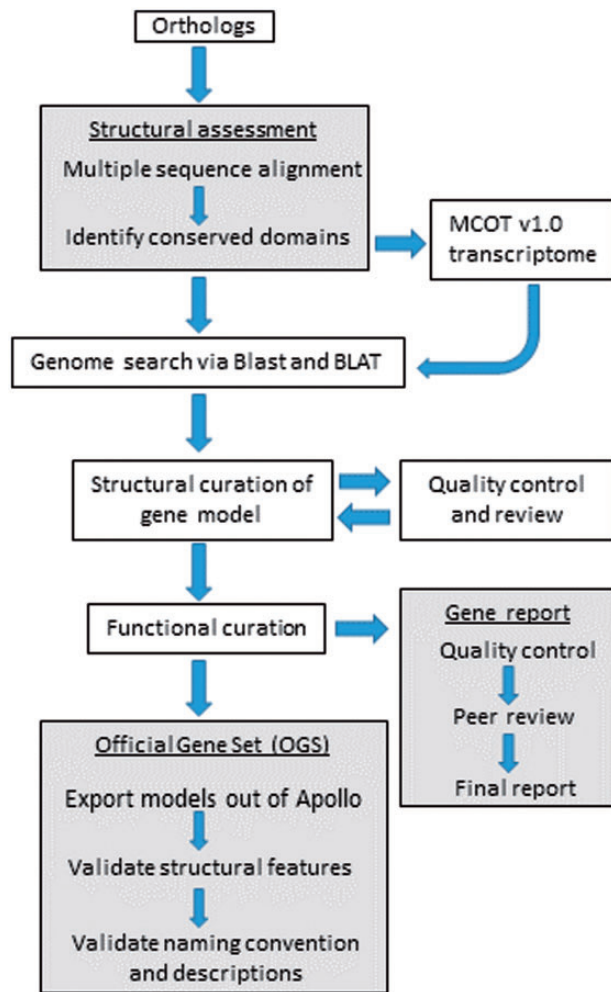 Orthologs
Structural assessment
Multiple sequence alignment
Identify conserved domains
MCOT v1.0
transcriptome
Genome search via Blast and BLAT
Structural curation of
gene model
Quality control
and review
Functional curation
Gene report
Quality control
Peer review
Final report
Official Gene Set (OGS)
Export models out of Apollo
Validate structural features
Validate naming convention
and descriptions